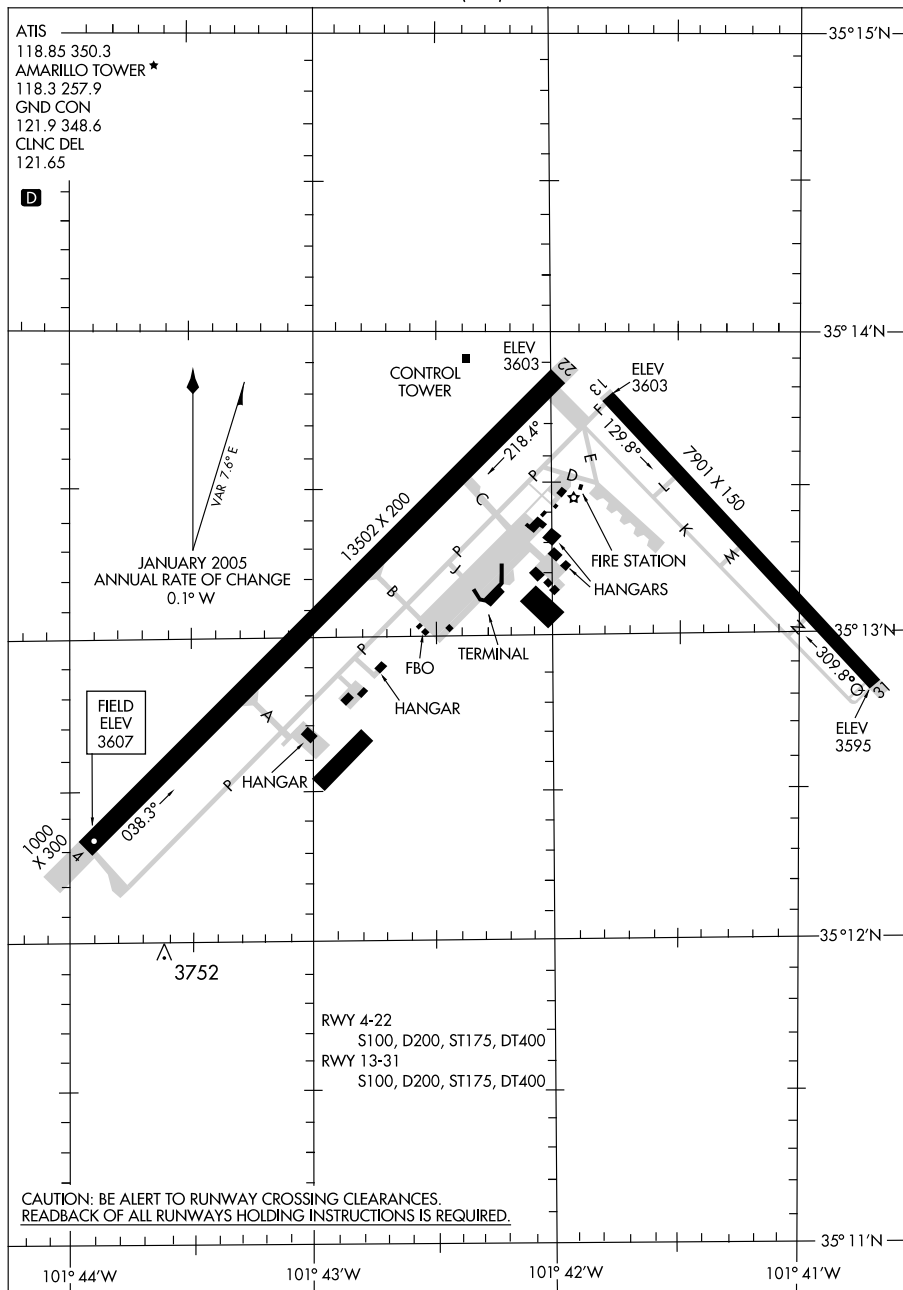 ATIS
118.85 350.3
AMARILLO TOWER ★
118.3 257.9
GND CON
121.9 348.6
CLNC DEL
121.65
D
35° 15' N
35° 14' N
CONTROL
TOWER
ELEV
3603
22
13
ELEV
3603
VAR 7.6° E
JANUARY 2005
ANNUAL RATE OF CHANGE
0.1° W
13502 X 200
218.4°
F
129.8°
7901 X 150
P
D
E
C
L
K
M
P
J
B
FIRE STATION
HANGARS
N
35° 13' N
309.8°
Q
31
ELEV
3595
P
FBO
TERMINAL
HANGAR
A
HANGAR
P
FIELD
ELEV
3607
038.3°
1000
X 300
4
35° 12' N
3752
RWY 4-22
S100, D200, ST175, DT400
RWY 13-31
S100, D200, ST175, DT400
CAUTION: BE ALERT TO RUNWAY CROSSING CLEARANCES.
READBACK OF ALL RUNWAYS HOLDING INSTRUCTIONS IS REQUIRED.
35° 11' N
101° 44' W
101° 43' W
101° 42' W
101° 41' W